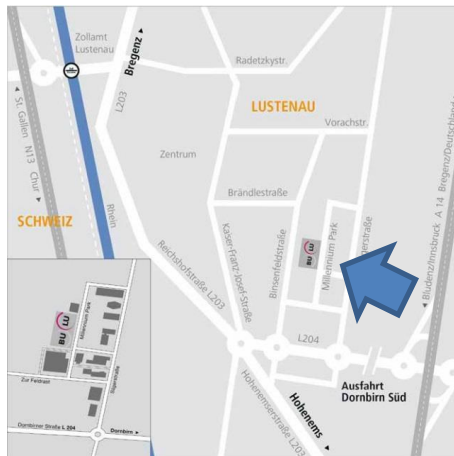 Zollamt
Lustenau
Bregenz
L203
Radetzkystr.
LUSTENAU
Vorachstr.
St. Gallen N13 Chur
Zentrum
Brändlestraße
SCHWEIZ
Rhein
Reichshofstraße L203
Kaiser-Franz-Josef-Straße
Binsenfeldstraße
Millennium Park
Bludenz/Innsbruck A 14 Bregenz/Deutschland
L204
Ausfahrt
Dornbirn Süd
Hohenemserstraße L203
Hohenems
Millennium Park
Zur Feldrast
Dornbirner Straße L 204
Dornbirn